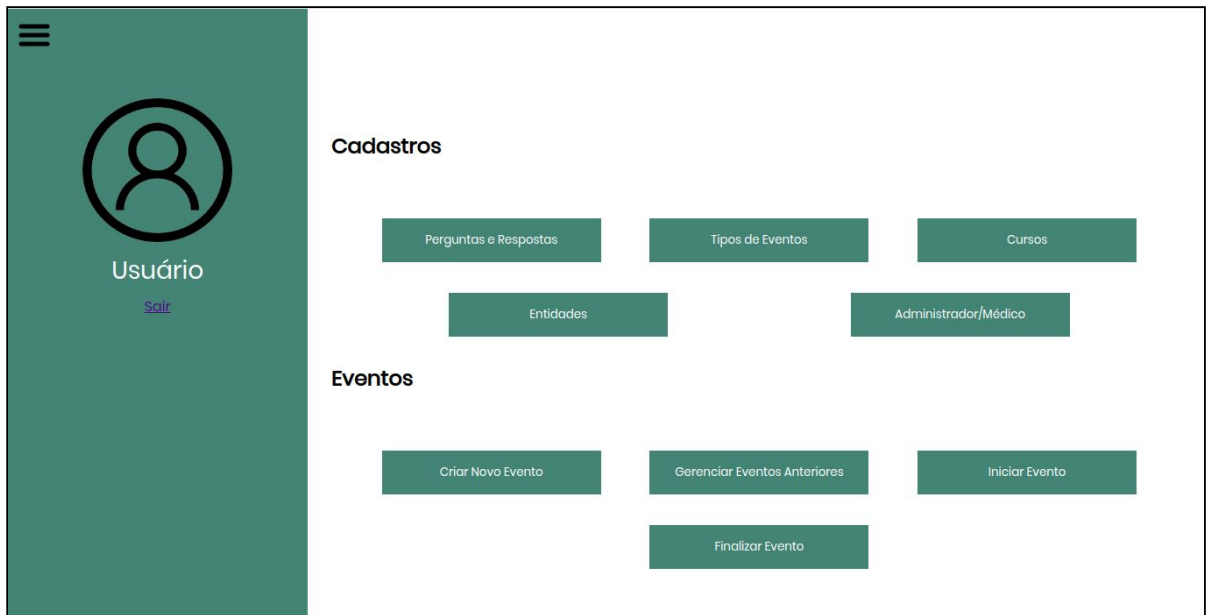 Usuário
Sair
Cadastros
Perguntas e Respostas
Tipos de Eventos
Cursos
Entidades
Administrador/Médico
Eventos
Criar Novo Evento
Gerenciar Eventos Anteriores
Iniciar Evento
Finalizar Evento